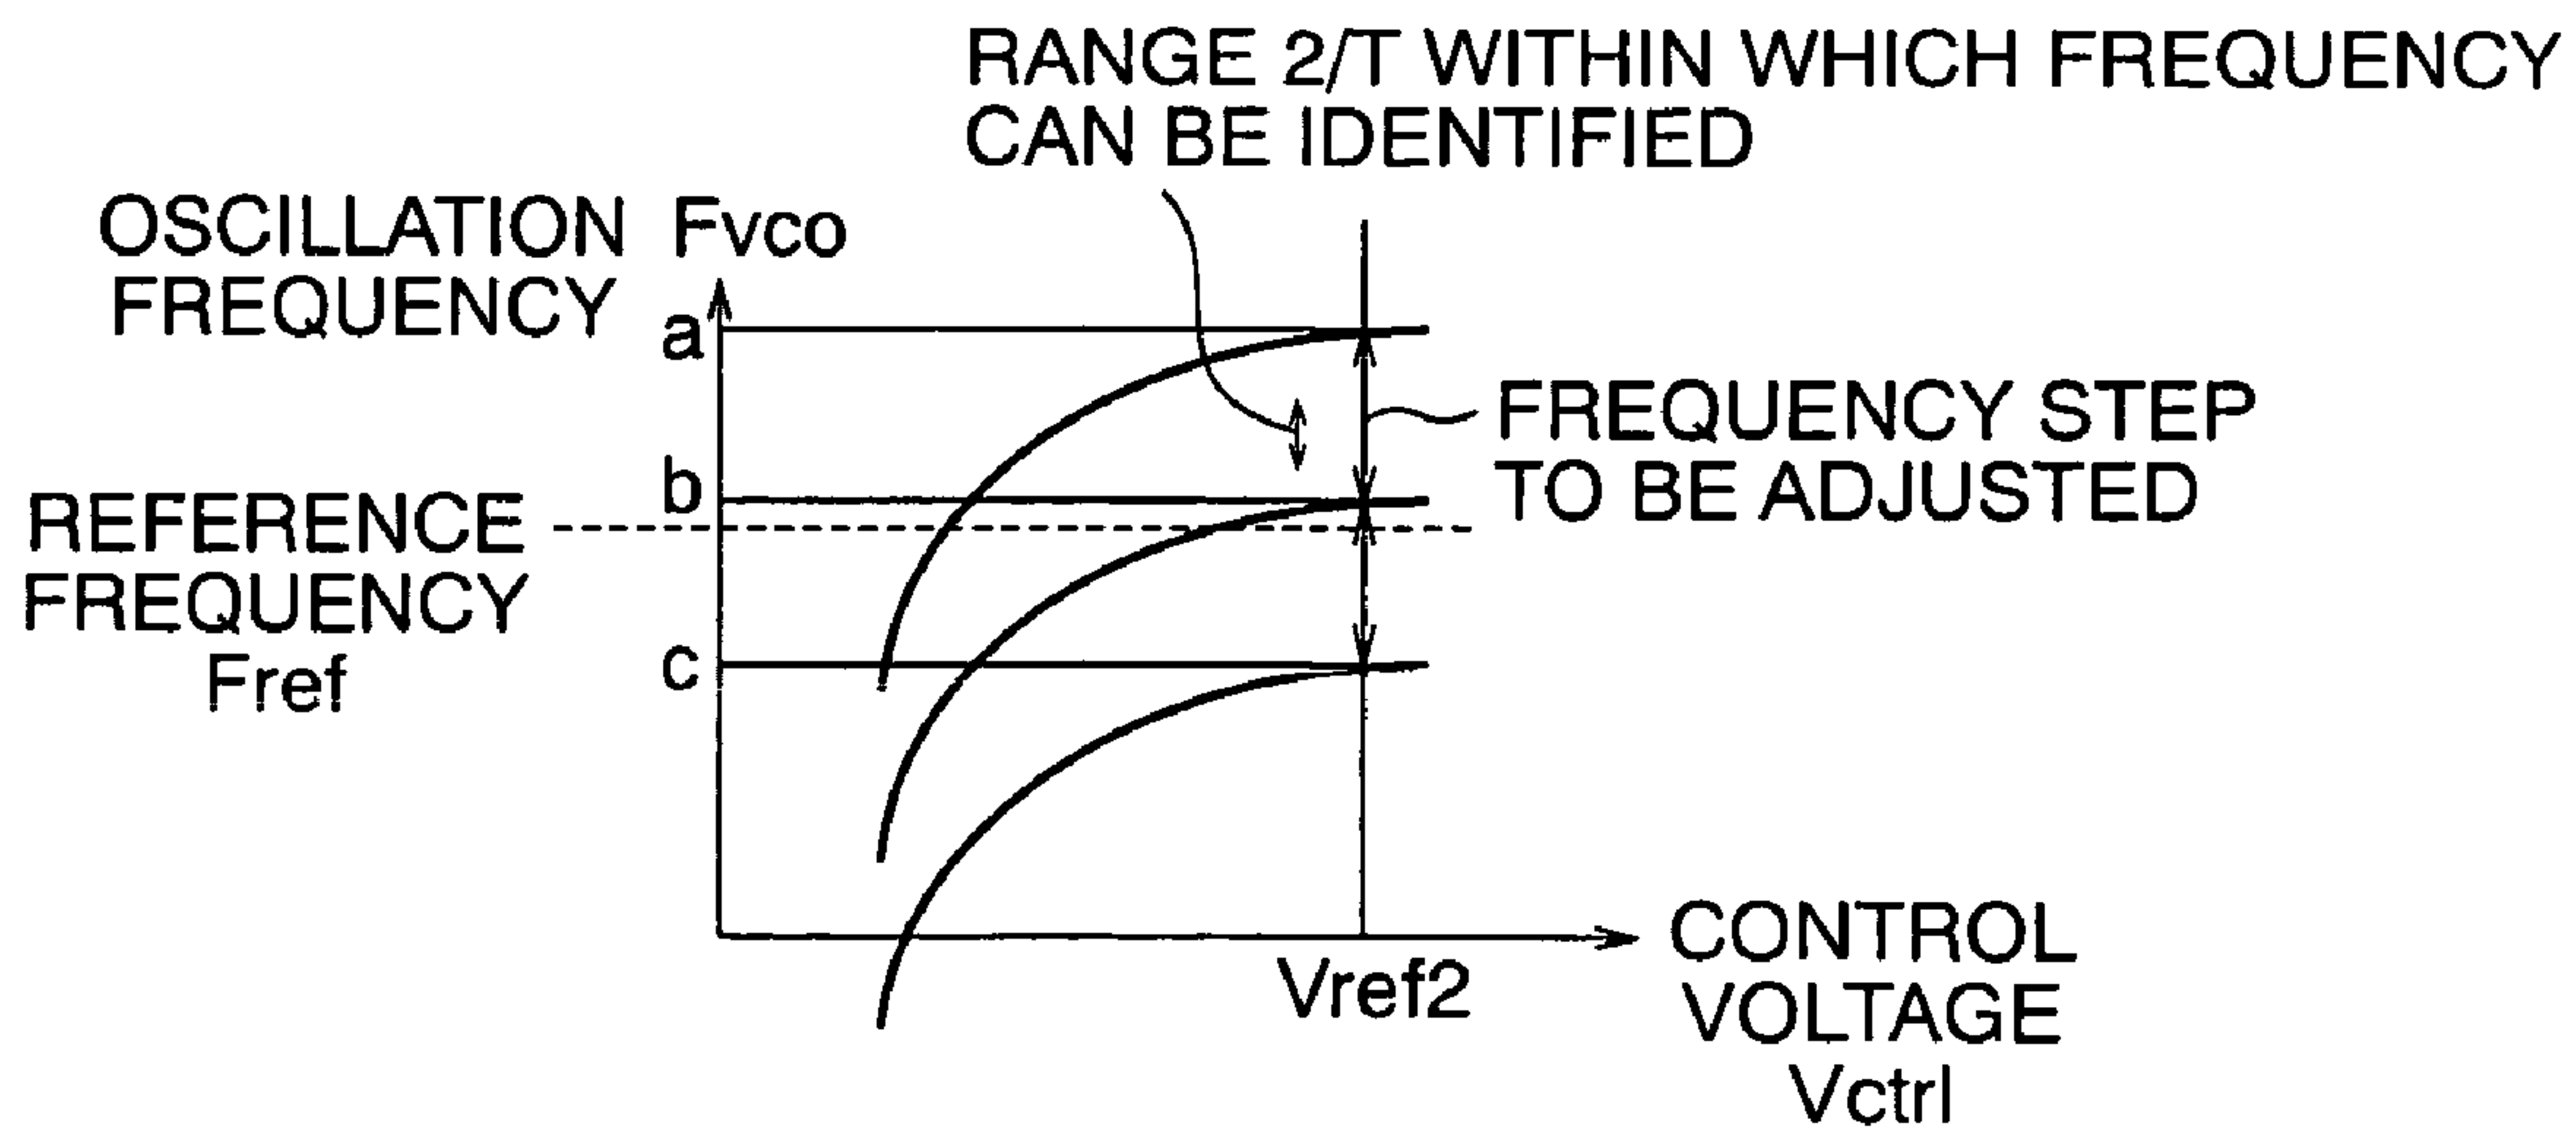 RANGE 2/T WITHIN WHICH FREQUENCY
CAN BE IDENTIFIED
OSCILLATION
FREQUENCY
Fvco
a
b
c
FREQUENCY STEP
TO BE ADJUSTED
REFERENCE
FREQUENCY
Fref
Vref2
CONTROL
VOLTAGE
Vctrl